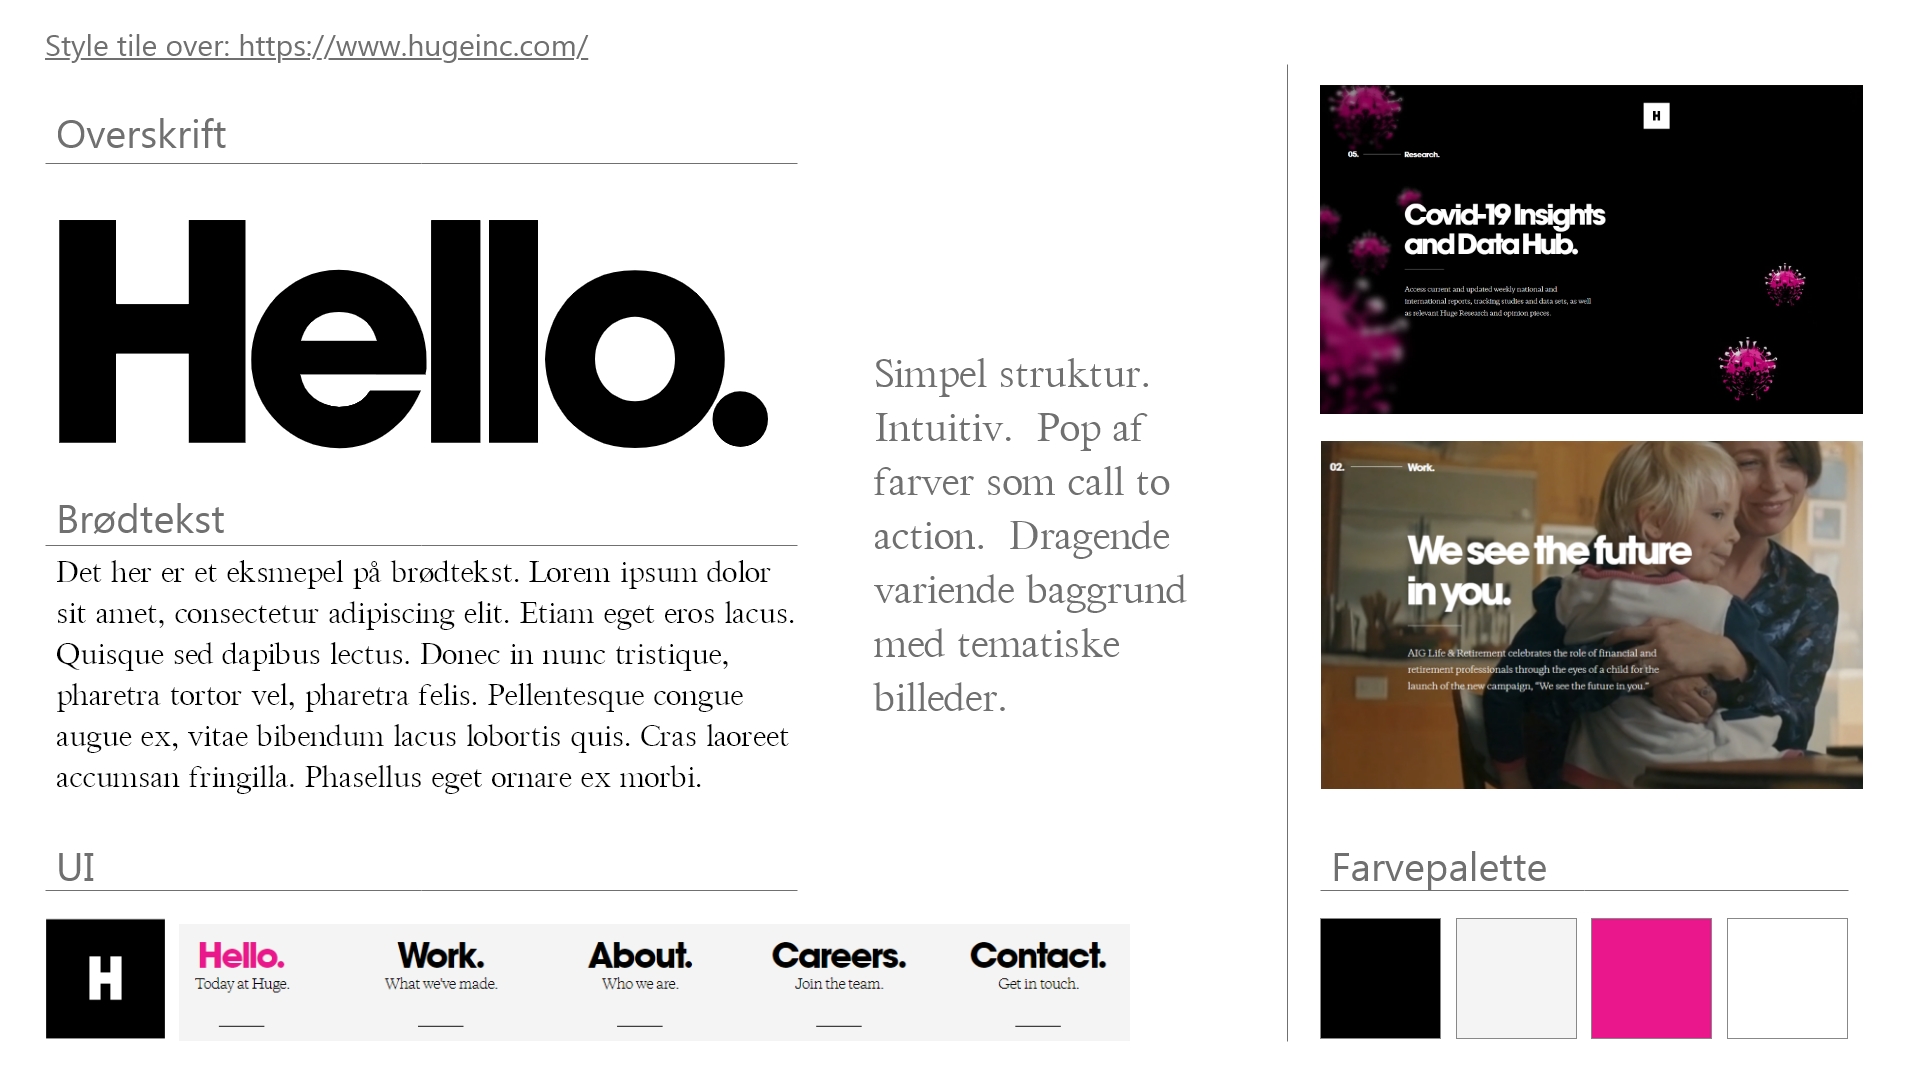 Style tile over: https://www.hugeinc.com/
Overskrift
Hello.
Brødtekst
Det her er et eksmepel på brødtekst. Lorem ipsum dolor
sit amet, consectetur adipiscing elit. Etiam eget eros lacus.
Quisque sed dapibus lectus. Donec in nunc tristique,
pharetra tortor vel, pharetra felis. Pellentesque congue
augue ex, vitae bibendum lacus lobortis quis. Cras laoreet
accumsan fringilla. Phasellus eget ornare ex morbi.
Simpel struktur.
Intuitiv. Pop af
farver som call to
action. Dragende
variende baggrund
med tematiske
billeder.
UI
H
Hello. Work. About. Careers. Contact.
Today at Huge. What we've made. Who we are. Join the team. Get in touch.
H
05. Research.
Covid-19 Insights
and Data Hub.
Access current and updated weekly national and
international reports, tracking studies and data sets, as well
as relevant Huge Research and opinion pieces.
02. Work.
We see the future
in you.
AIG Life & Retirement celebrates the role of financial and
retirement professionals through the eyes of a child for the
launch of the new campaign, "We see the future in you."
Farvepalette